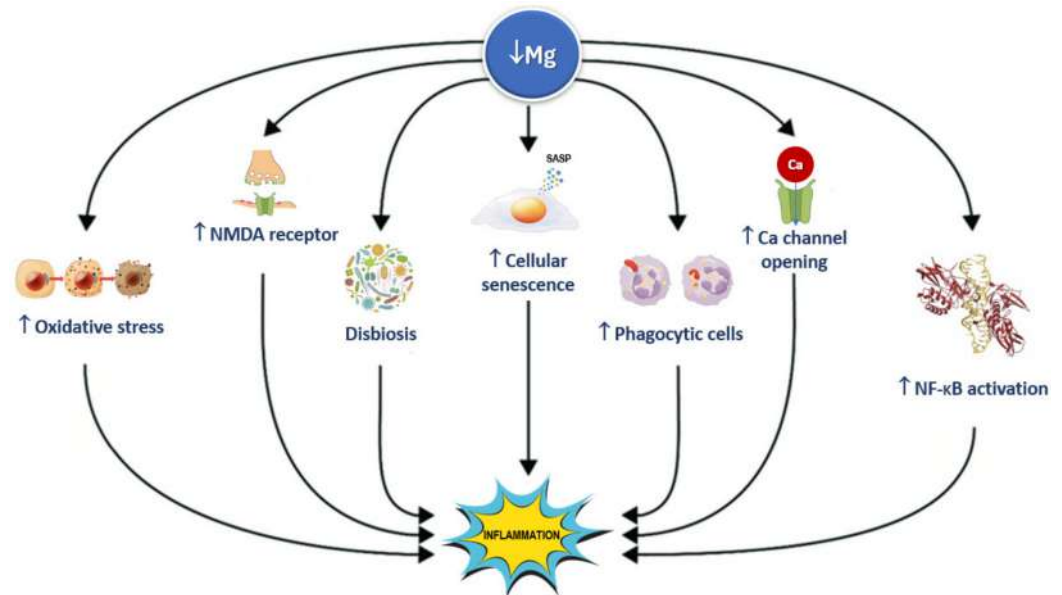 ↓Mg
SASP
Ca
↑ NMDA receptor
↑ Cellular
senescence
↑ Ca channel
opening
↑ Oxidative stress
Disbiosis
↑ Phagocytic cells
↑ NF-κB activation
INFLAMMATION